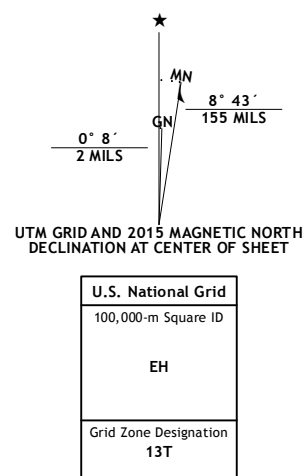 ★
MN
GN
8° 43´
155 MILS
0° 8´
2 MILS
UTM GRID AND 2015 MAGNETIC NORTH
DECLINATION AT CENTER OF SHEET
U.S. National Grid
100,000-m Square ID
EH
Grid Zone Designation
13T